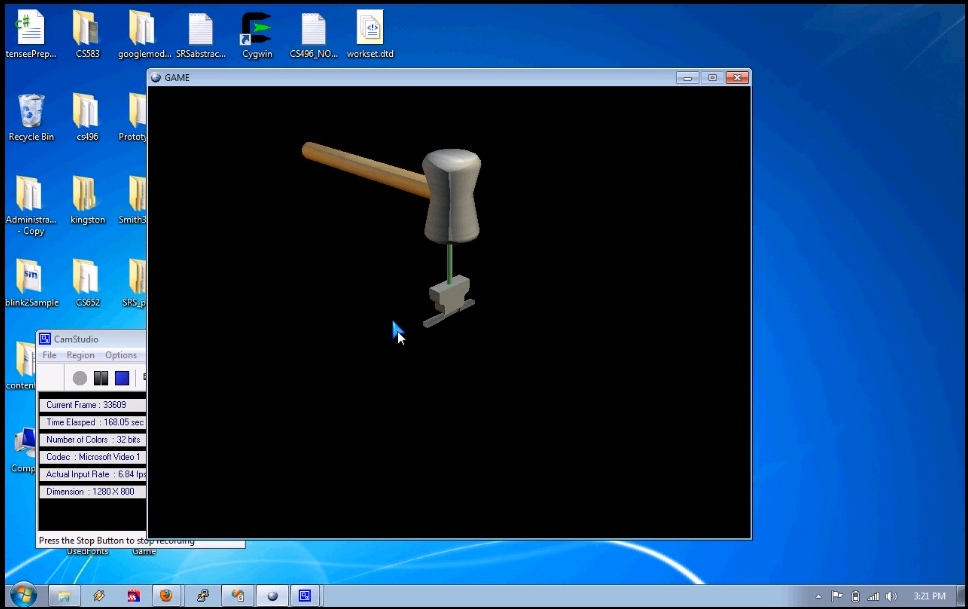 tenseePrep...
CS583
googlemod...
SRSabstrac...
Cygwin
CS496_NO...
workset.dtd
GAME
Recycle Bin
cs496
Prototy
Administra...
- Copy
kingston
Smith3
blink2Sample
CS652
SRS_p
CamStudio
File Region Options
content
Current Frame : 33609
Time Elasped : 168.05 sec
Number of Colors : 32 bits
Codec : Microsoft Video 1
Comp
Actual Input Rate : 6.84 fps
Dimension : 1280 X 800
Press the Stop Button to stop recording
UsedFonts
Game
3:21 PM